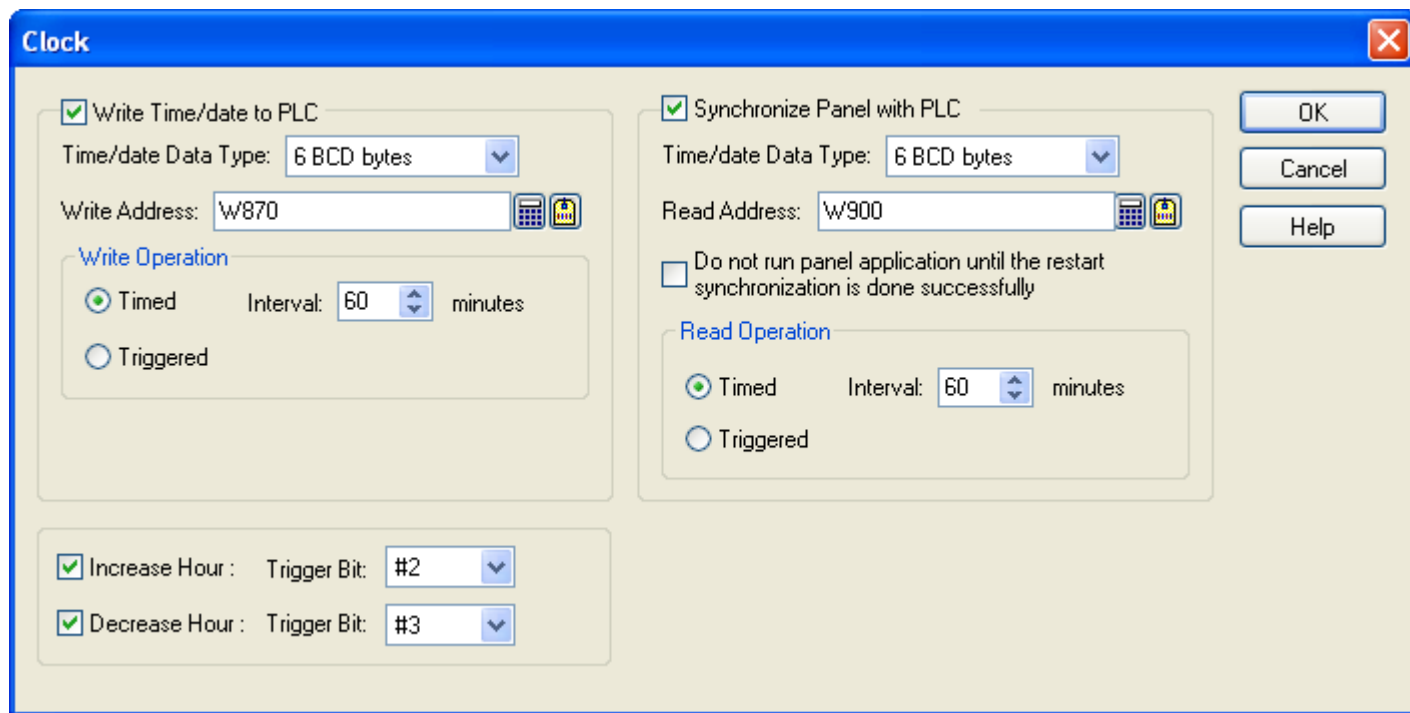 Clock
Write Time/date to PLC
Time/date Data Type: 6 BCD bytes
Write Address: W870
Write Operation
Timed Interval: 60 minutes
Triggered
Synchronize Panel with PLC
Time/date Data Type: 6 BCD bytes
Read Address: W900
Do not run panel application until the restart
synchronization is done successfully
Read Operation
Timed Interval: 60 minutes
Triggered
OK
Cancel
Help
Increase Hour : Trigger Bit: #2
Decrease Hour : Trigger Bit: #3